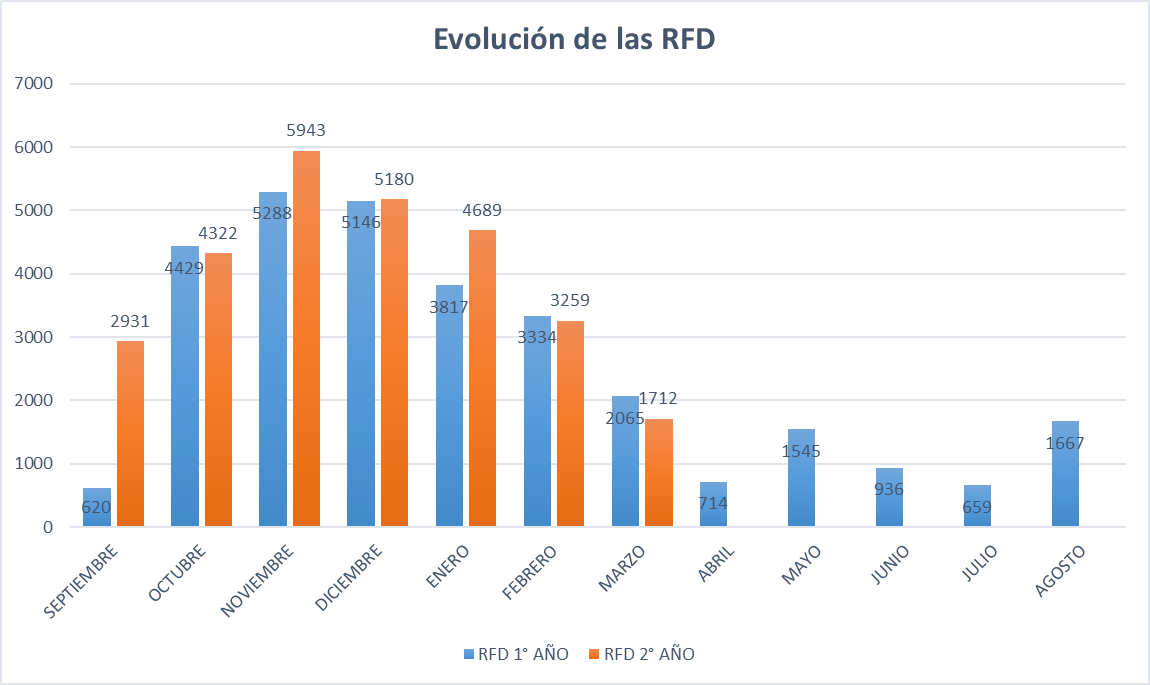 Evolución de las RFD
7000
6000
5000
4000
3000
2000
1000
0
620
2931
4429
4322
5288
5943
5146
5180
3817
4689
3334
3259
2065
1712
714
1545
936
659
1667
SEPTIEMBRE
OCTUBRE
NOVIEMBRE
DICIEMBRE
ENERO
FEBRERO
MARZO
ABRIL
MAYO
JUNIO
JULIO
AGOSTO
RFD 1° AÑO
RFD 2° AÑO